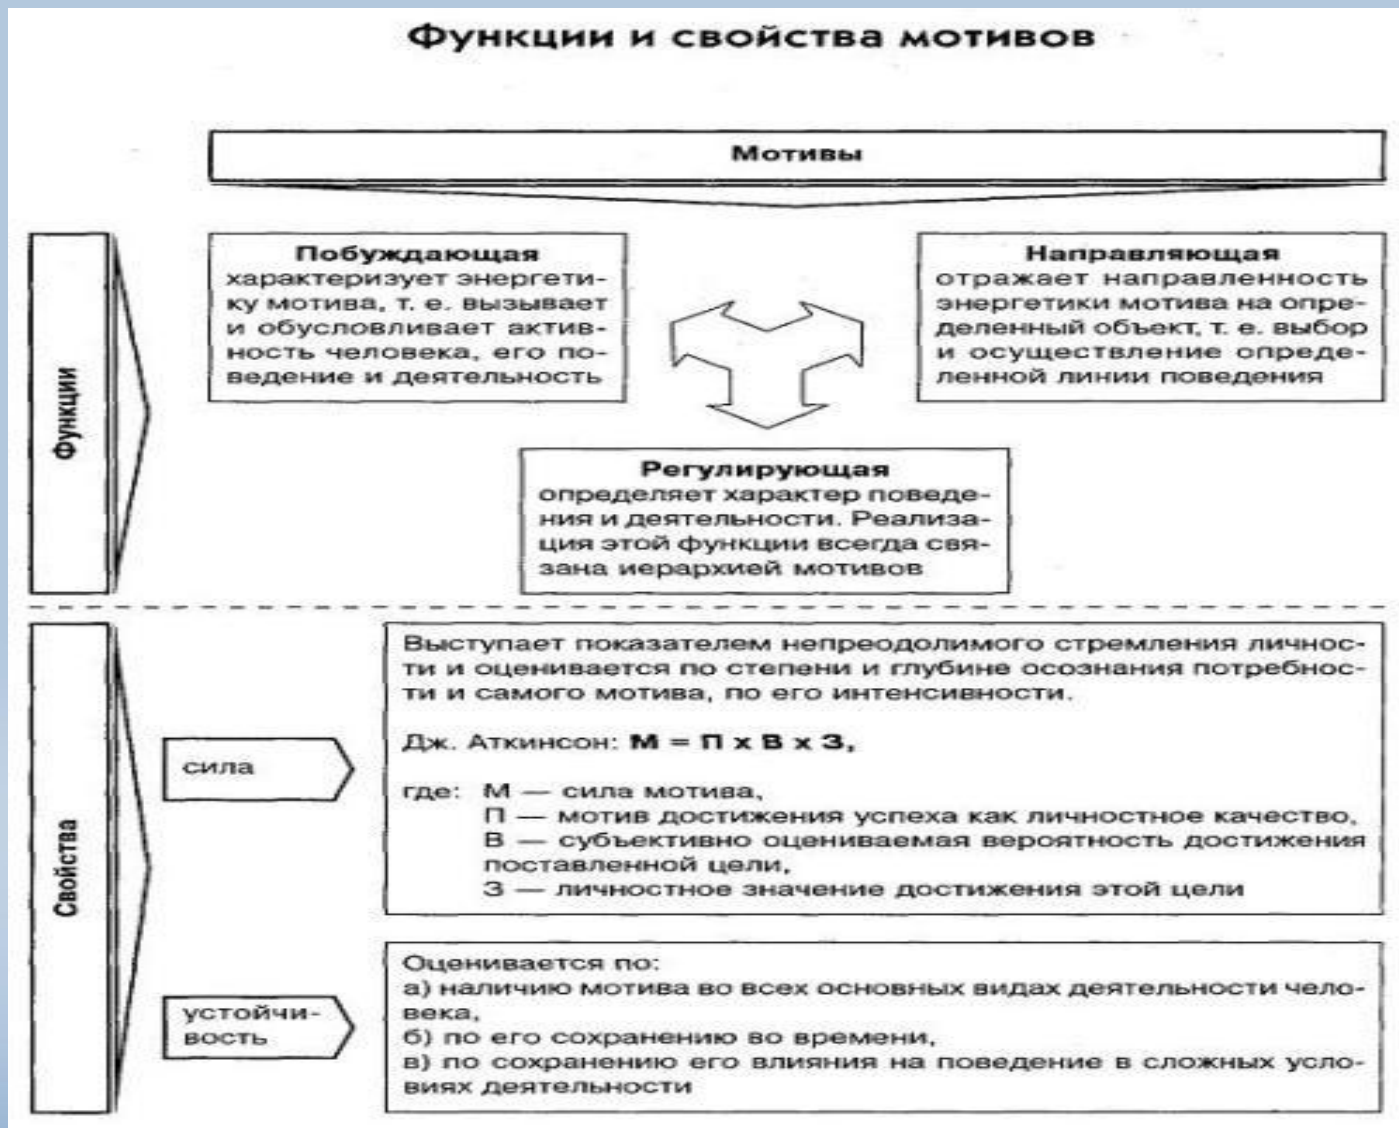 Функции и свойства мотивов
Мотивы
Функции
Побуждающая
характеризует энергети-
ку мотива, т. е. вызывает
и обусловливает актив-
ность человека, его по-
ведение и деятельность
Направляющая
отражает направленность
энергетики мотива на опре-
деленный объект, т. е. выбор
и осуществление опреде-
ленной линии поведения
Регулирующая
определяет характер поведе-
ния и деятельности. Реализа-
ция этой функции всегда свя-
зана иерархией мотивов
Свойства
сила
Выступает показателем непреодолимого стремления личнос-
ти и оценивается по степени и глубине осознания потребнос-
ти и самого мотива, по его интенсивности.
Дж. Аткинсон: М = П х В х З,
где: М — сила мотива,
П — мотив достижения успеха как личностное качество,
В — субъективно оцениваемая вероятность достижения
поставленной цели,
З — личностное значение достижения этой цели
устойчи-
вость
Оценивается по:
а) наличию мотива во всех основных видах деятельности чело-
века,
б) по его сохранению во времени,
в) по сохранению его влияния на поведение в сложных усло-
виях деятельности